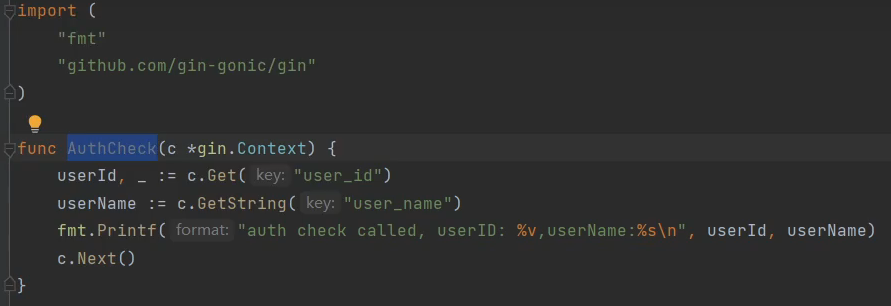 import (
"fmt"
"github.com/gin-gonic/gin"
)
func AuthCheck(c *gin.Context) {
userId, _ := c.Get( key: "user_id")
userName := c.GetString( key: "user_name")
fmt.Printf( format: "auth check called, userID: %v,userName:%s\n", userId, userName)
c.Next()
}